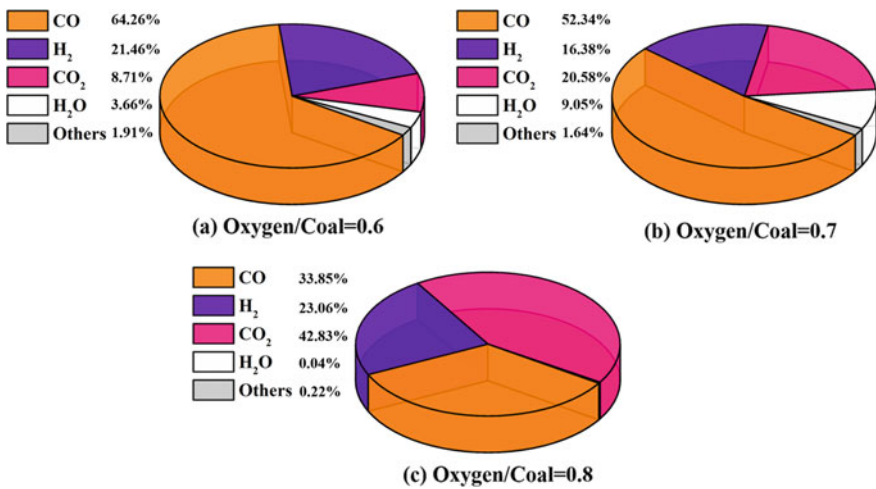 CO 64.26%
H₂ 21.46%
CO₂ 8.71%
H₂O 3.66%
Others 1.91%
(a) Oxygen/Coal=0.6
CO 52.34%
H₂ 16.38%
CO₂ 20.58%
H₂O 9.05%
Others 1.64%
(b) Oxygen/Coal=0.7
CO 33.85%
H₂ 23.06%
CO₂ 42.83%
H₂O 0.04%
Others 0.22%
(c) Oxygen/Coal=0.8